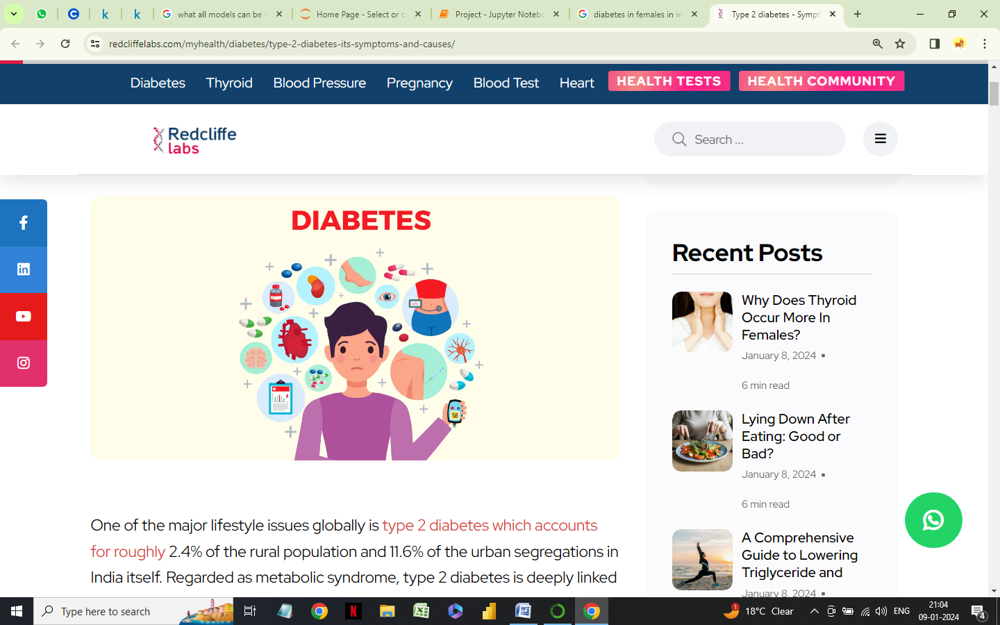 what all models can be
Home Page - Select or c
Project - Jupyter Notebo
diabetes in females in in
Type 2 diabetes - Sympt
redcliffelabs.com/myhealth/diabetes/type-2-diabetes-its-symptoms-and-causes/
Diabetes Thyroid Blood Pressure Pregnancy Blood Test Heart HEALTH TESTS HEALTH COMMUNITY
Redcliffe
labs
Search ...
DIABETES
58
Recent Posts
Why Does Thyroid
Occur More In
Females?
January 8, 2024 •
6 min read
Lying Down After
Eating: Good or
Bad?
January 8, 2024 •
6 min read
A Comprehensive
Guide to Lowering
Triglyceride and
January 8, 2024 •
One of the major lifestyle issues globally is type 2 diabetes which accounts
for roughly 2.4% of the rural population and 11.6% of the urban segregations in
India itself. Regarded as metabolic syndrome, type 2 diabetes is deeply linked
Type here to search
1
18°C Clear
ENG
21:04
09-01-2024
4